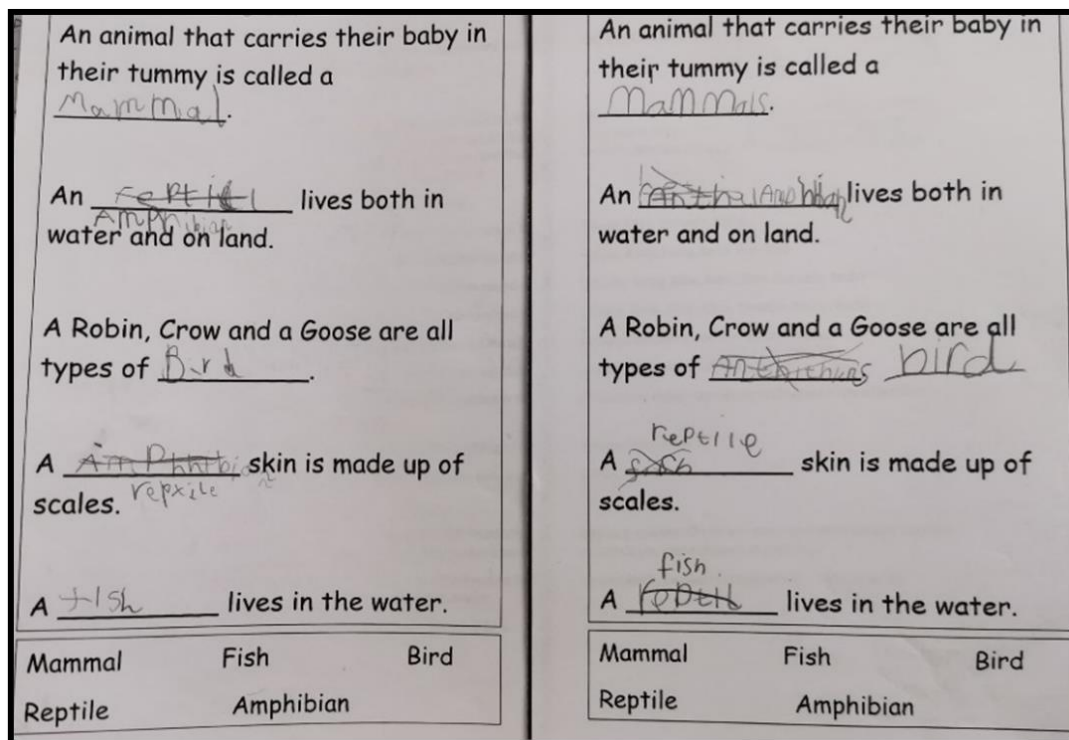 An animal that carries their baby in
their tummy is called a
Mammal.
An reptil lives both in
Amphibian
water and on land.
A Robin, Crow and a Goose are all
types of Bird.
A Amphhibian skin is made up of
repxile
scales.
A fish lives in the water.
Mammal Fish Bird
Reptile Amphibian
An animal that carries their baby in
their tummy is called a
Mammals.
An Amphibian lives both in
water and on land.
A Robin, Crow and a Goose are all
types of bird
reptile
A skin is made up of
scales.
fish
A reptil lives in the water.
Mammal Fish Bird
Reptile Amphibian